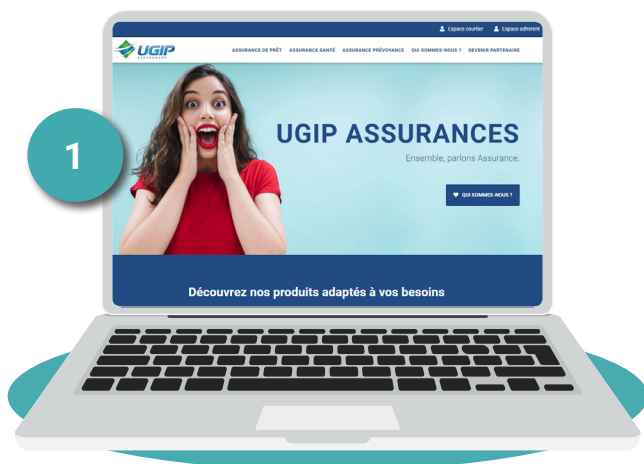 Espace courtier Espace adhérent
UGIP
ASSURANCES
ASSURANCE DE PRÊT ASSURANCE SANTÉ ASSURANCE PRÉVOYANCE QUI SOMMES-NOUS ? DEVENIR PARTENAIRE
1
UGIP ASSURANCES
Ensemble, parlons Assurance.
QUI SOMMES-NOUS ?
Découvrez nos produits adaptés à vos besoins